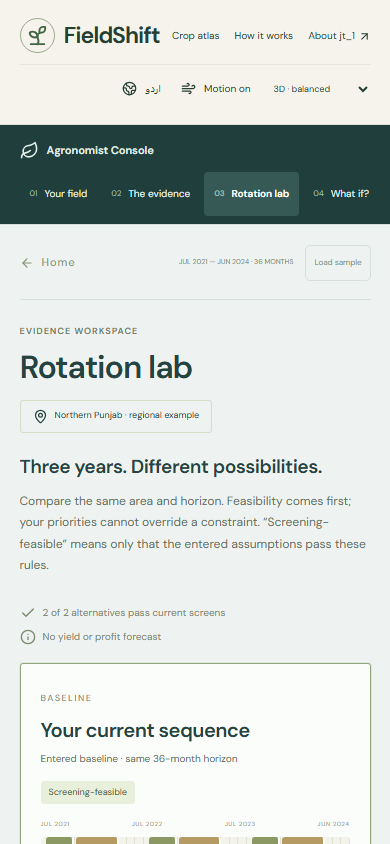 FieldShift
Crop atlas
How it works
About jt_1
اردو
Motion on
3D · balanced
Agronomist Console
01 Your field
02 The evidence
03 Rotation lab
04 What if?
Home
JUL 2021 — JUN 2024 · 36 MONTHS
Load sample
EVIDENCE WORKSPACE
Rotation lab
Northern Punjab · regional example
Three years. Different possibilities.
Compare the same area and horizon. Feasibility comes first;
your priorities cannot override a constraint. “Screening-
feasible” means only that the entered assumptions pass these
rules.
2 of 2 alternatives pass current screens
No yield or profit forecast
BASELINE
Your current sequence
Entered baseline · same 36-month horizon
Screening-feasible
JUL 2021
JUL 2022
JUL 2023
JUN 2024